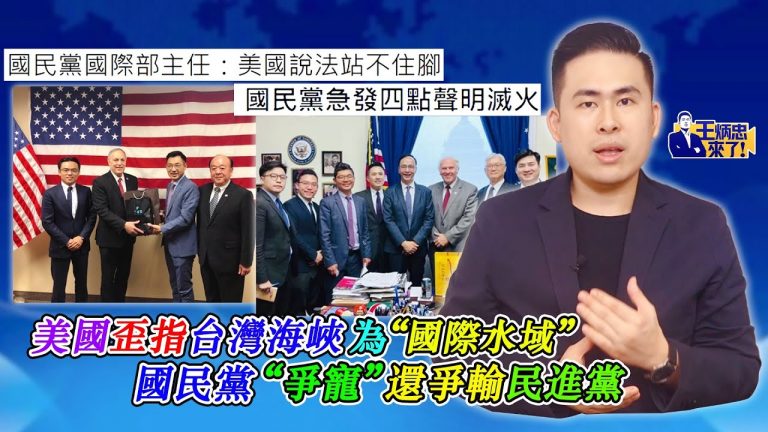 國民黨國際部主任：美國說法站不住腳
國民黨急發四點聲明滅火
王炳忠
來了!
美國歪指台灣海峽為“國際水域”
國民黨“爭寵”還爭輸民進黨